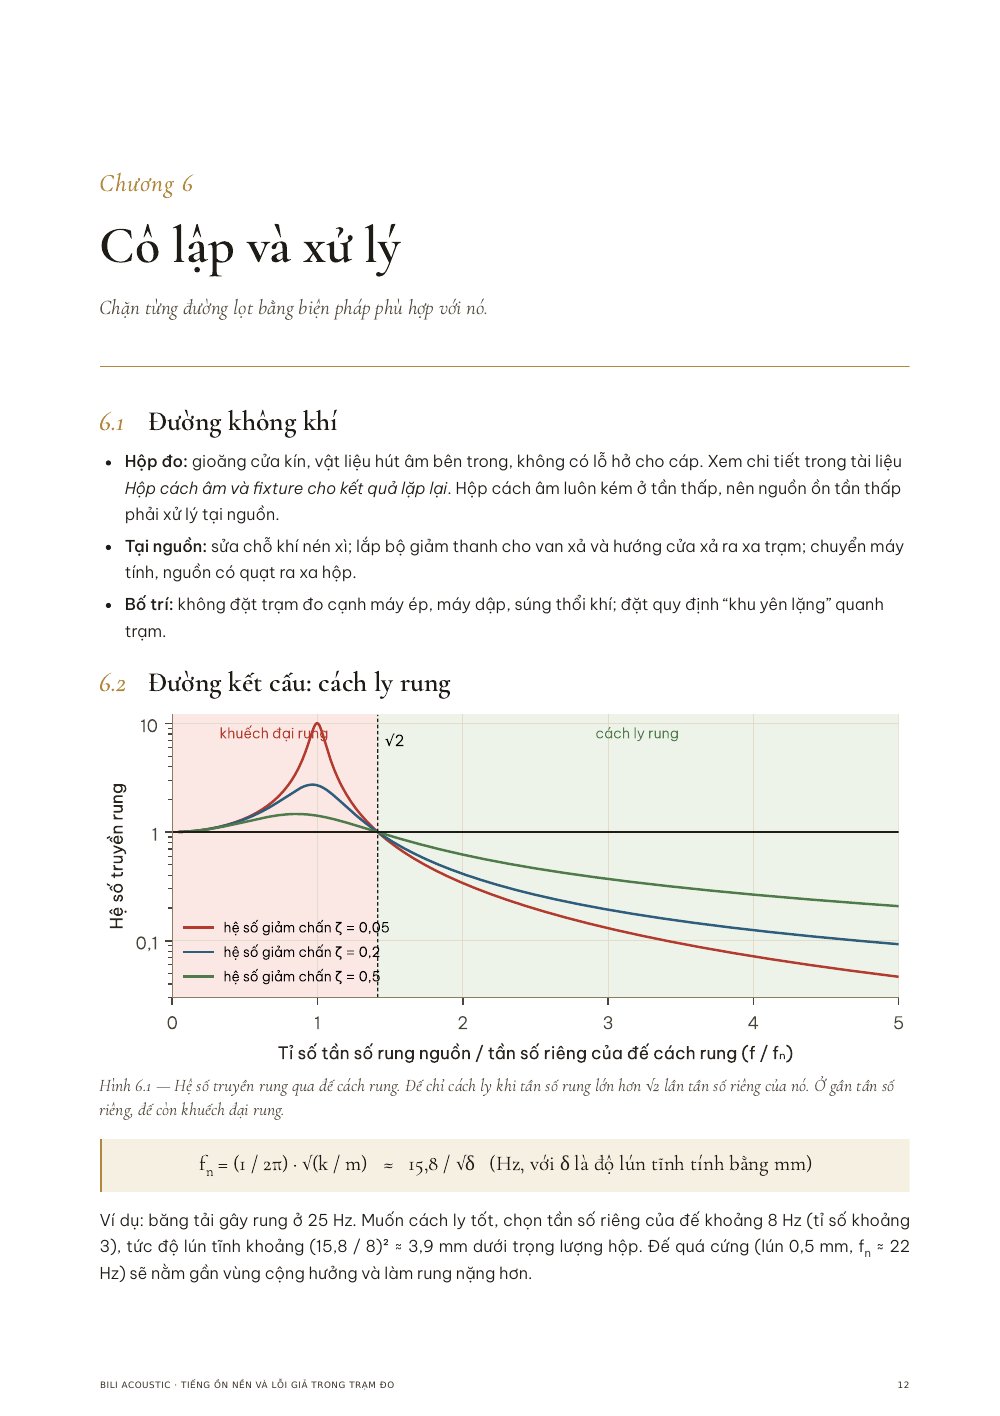 Chương 6
Cô lập và xử lý
Chặn từng đường lọt bằng biện pháp phù hợp với nó.
6.1 Đường không khí
• Hộp đo: gioăng cửa kín, vật liệu hút âm bên trong, không có lỗ hở cho cáp. Xem chi tiết trong tài liệu
Hộp cách âm và fixture cho kết quả lặp lại. Hộp cách âm luôn kém ở tần thấp, nên nguồn ồn tần thấp
phải xử lý tại nguồn.
• Tại nguồn: sửa chỗ khí nén xì; lắp bộ giảm thanh cho van xả và hướng cửa xả ra xa trạm; chuyển máy
tính, nguồn có quạt ra xa hộp.
• Bố trí: không đặt trạm đo cạnh máy ép, máy dập, súng thổi khí; đặt quy định “khu yên lặng” quanh
trạm.
6.2 Đường kết cấu: cách ly rung
khuếch đại rung
√2
cách ly rung
10
1
0,1
Hệ số truyền rung
hệ số giảm chấn ζ = 0,05
hệ số giảm chấn ζ = 0,2
hệ số giảm chấn ζ = 0,5
0 1 2 3 4 5
Tỉ số tần số rung nguồn / tần số riêng của đế cách rung (f / fₙ)
Hình 6.1 — Hệ số truyền rung qua đế cách rung. Đế chỉ cách ly khi tần số rung lớn hơn √2 lần tần số riêng của nó. Ở gần tần số
riêng, đế còn khuếch đại rung.
fₙ = (1 / 2π) · √(k / m) ≈ 15,8 / √δ (Hz, với δ là độ lún tĩnh tính bằng mm)
Ví dụ: băng tải gây rung ở 25 Hz. Muốn cách ly tốt, chọn tần số riêng của đế khoảng 8 Hz (tỉ số khoảng
3), tức độ lún tĩnh khoảng (15,8 / 8)² ≈ 3,9 mm dưới trọng lượng hộp. Đế quá cứng (lún 0,5 mm, fₙ ≈ 22
Hz) sẽ nằm gần vùng cộng hưởng và làm rung nặng hơn.
BILI ACOUSTIC · TIẾNG ỒN NỀN VÀ LỖI GIẢ TRONG TRẠM ĐO 12